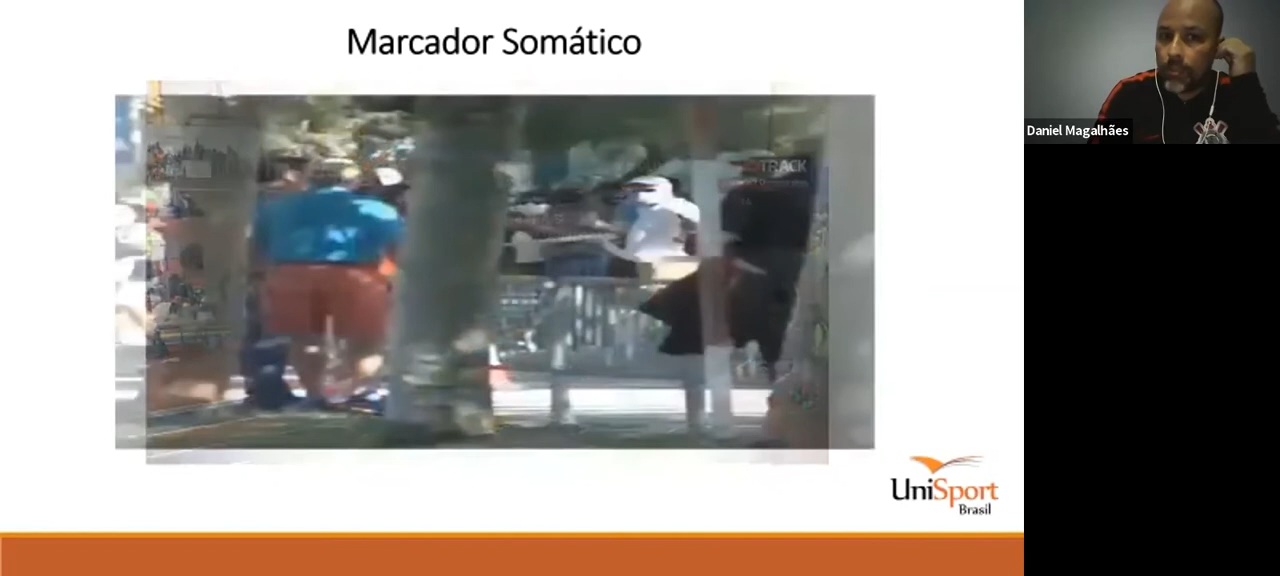 Marcador Somático
Daniel Magalhães
TRACK
UniSport
Brasil